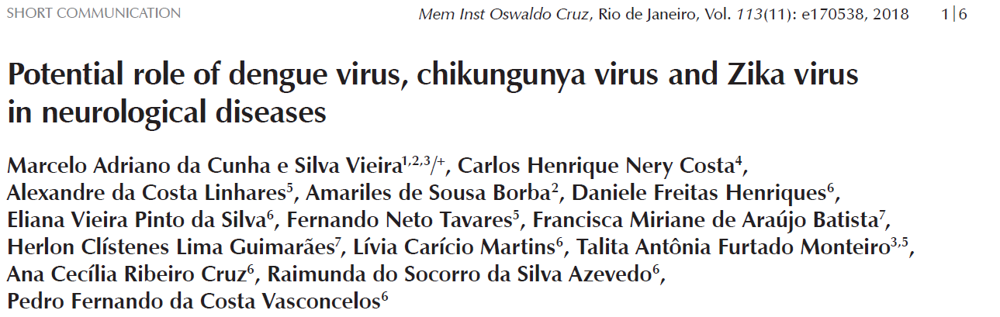 SHORT COMMUNICATION Mem Inst Oswaldo Cruz, Rio de Janeiro, Vol. 113(11): e170538, 2018 1|6
Potential role of dengue virus, chikungunya virus and Zika virus
in neurological diseases
Marcelo Adriano da Cunha e Silva Vieira1,2,3/+, Carlos Henrique Nery Costa4,
Alexandre da Costa Linhares5, Amariles de Sousa Borba2, Daniele Freitas Henriques6,
Eliana Vieira Pinto da Silva6, Fernando Neto Tavares5, Francisca Miriane de Araújo Batista7,
Herlon Clístenes Lima Guimarães7, Lívia Carício Martins6, Talita Antônia Furtado Monteiro3,5,
Ana Cecília Ribeiro Cruz6, Raimunda do Socorro da Silva Azevedo6,
Pedro Fernando da Costa Vasconcelos6